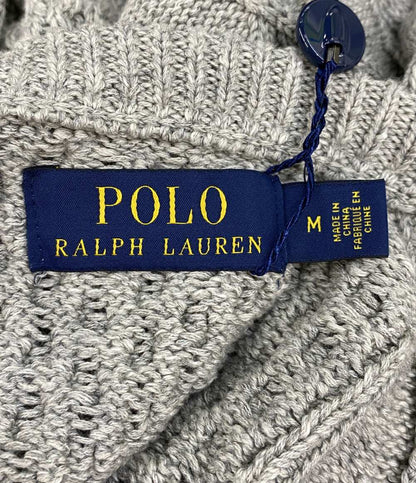 POLO
RALPH LAUREN
M
MADE IN
CHINA
FABRIQUÉ EN
CHINE